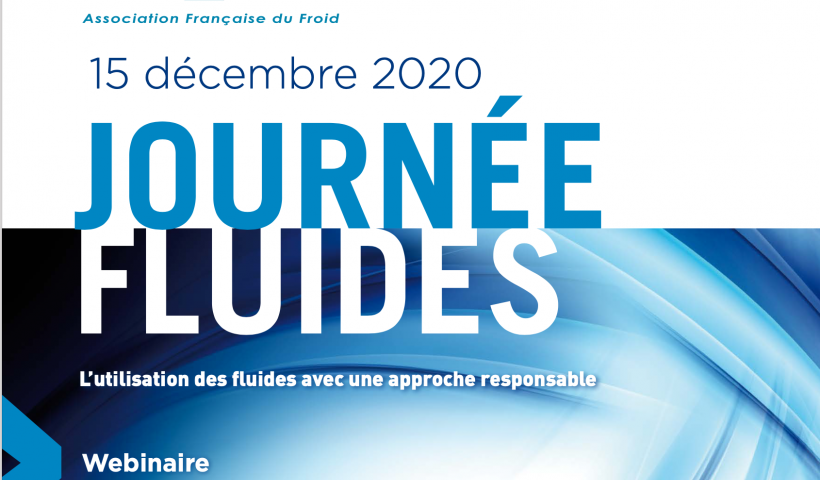 Association Française du Froid
15 décembre 2020
JOURNÉE
FLUIDES
L'utilisation des fluides avec une approche responsable
Webinaire